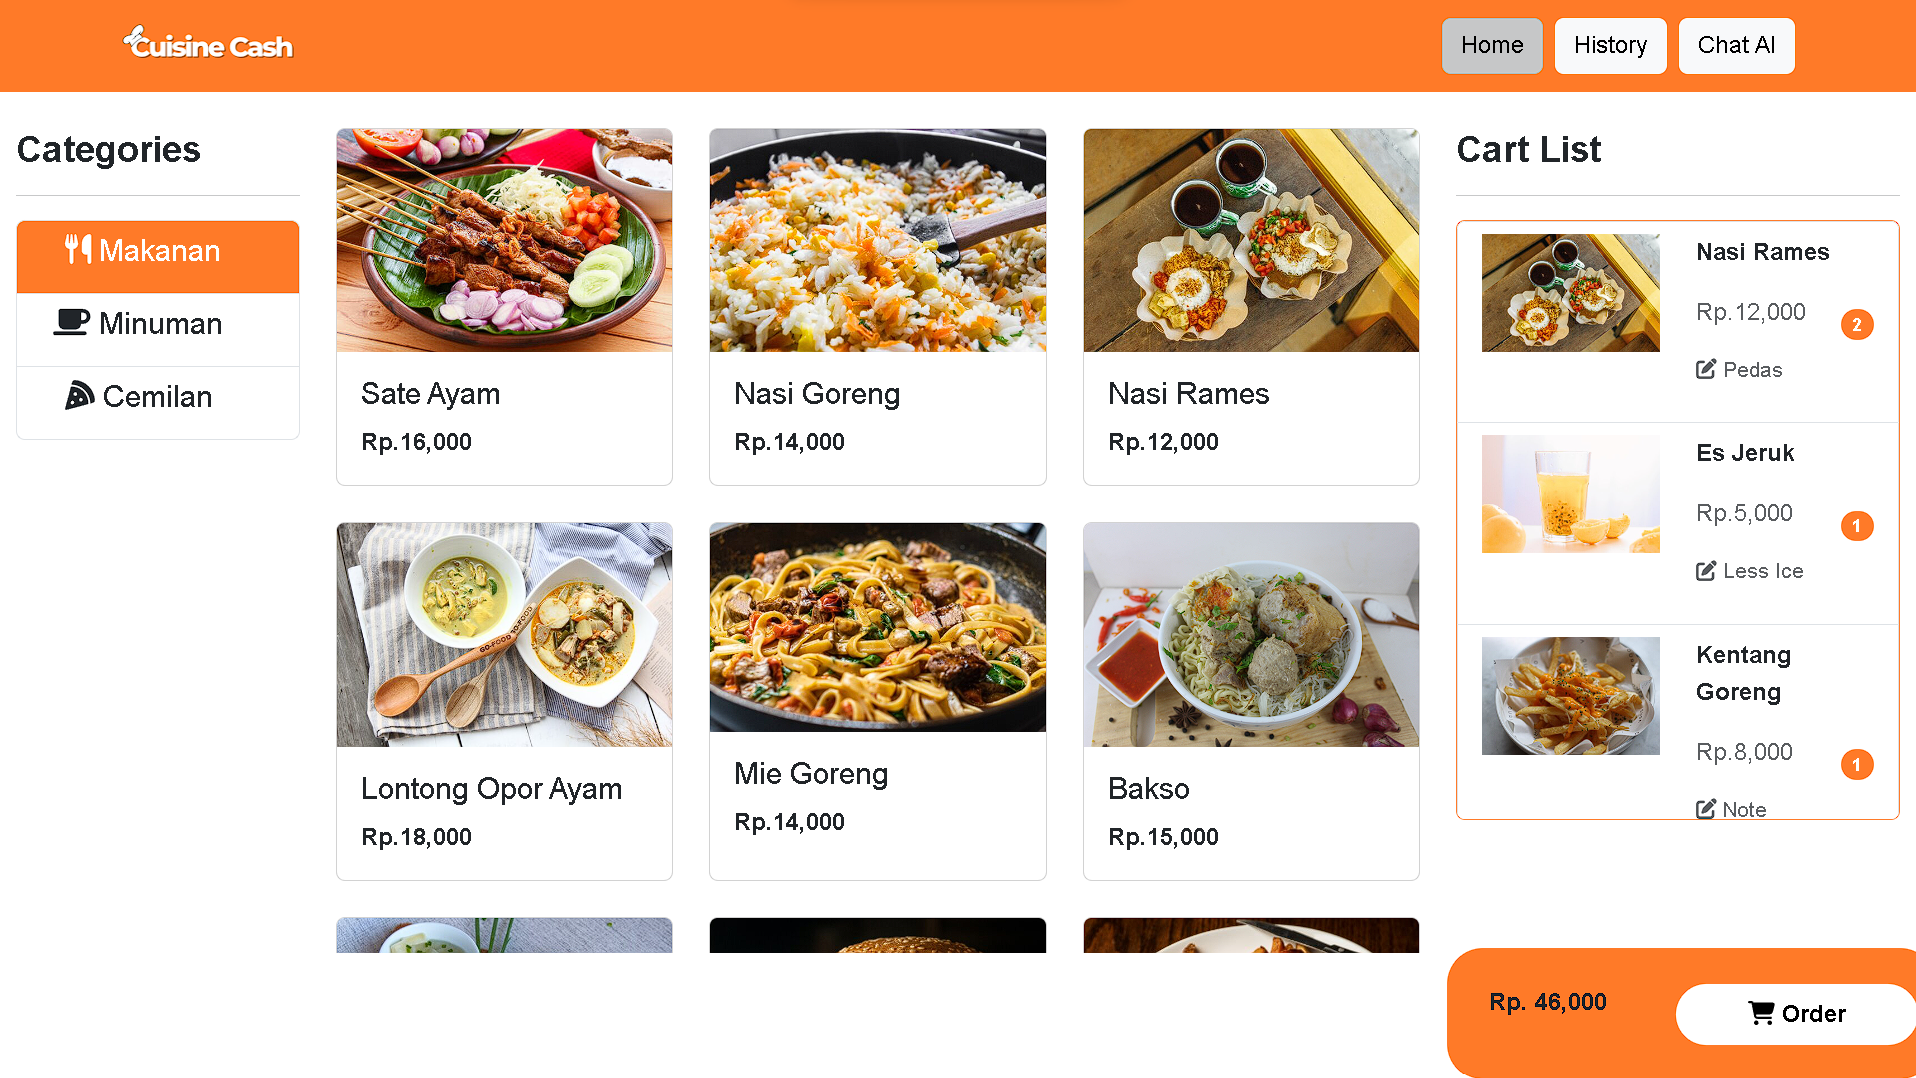 Cuisine Cash
Home
History
Chat AI
Categories
Makanan
Minuman
Cemilan
Sate Ayam
Rp.16,000
Nasi Goreng
Rp.14,000
Nasi Rames
Rp.12,000
Lontong Opor Ayam
Rp.18,000
Mie Goreng
Rp.14,000
Bakso
Rp.15,000
Cart List
Nasi Rames
Rp.12,000
2
Pedas
Es Jeruk
Rp.5,000
1
Less Ice
Kentang
Goreng
Rp.8,000
1
Note
Rp. 46,000
Order